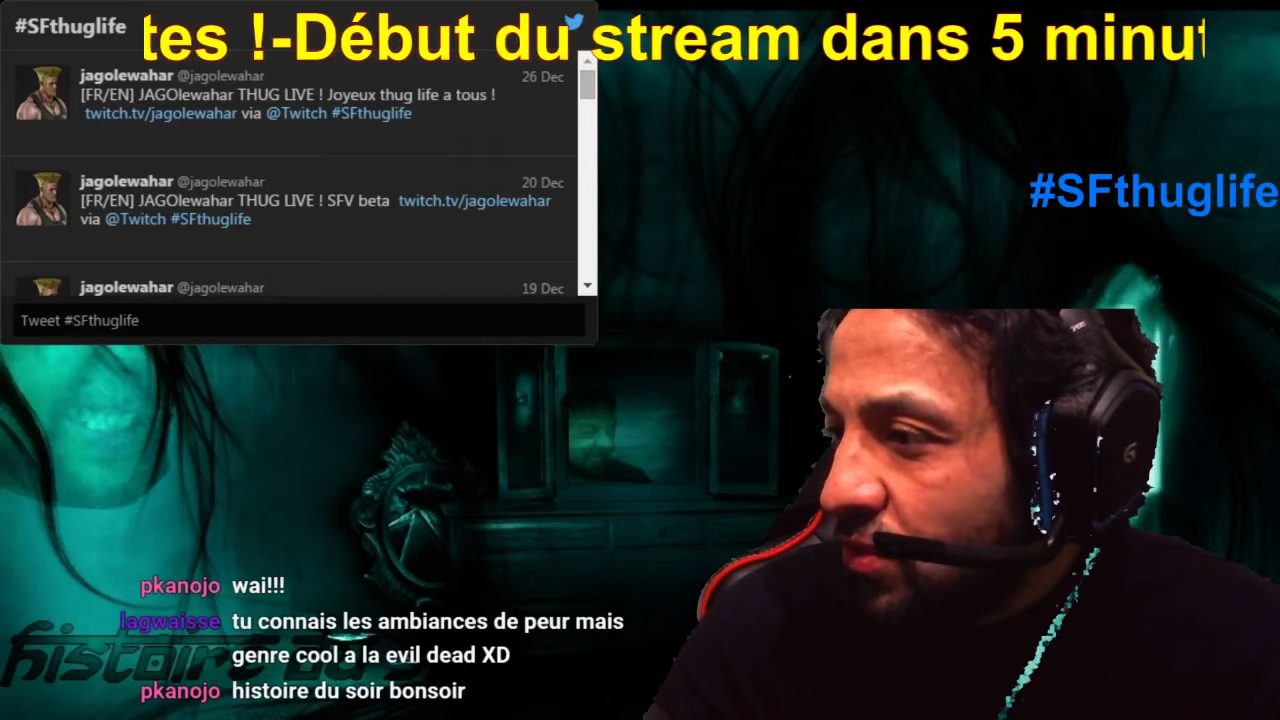 #SFthuglife
tes !-Début du stream dans 5 minut
jagolewahar @jagolewahar 26 Dec
[FR/EN] JAGOlewahar THUG LIVE ! Joyeux thug life a tous !
twitch.tv/jagolewahar via @Twitch #SFthuglife
jagolewahar @jagolewahar 20 Dec
[FR/EN] JAGOlewahar THUG LIVE ! SFV beta twitch.tv/jagolewahar
via @Twitch #SFthuglife
jagolewahar @jagolewahar 19 Dec
Tweet #SFthuglife
#SFthuglife
pkanojo wai!!!
lagwaisse tu connais les ambiances de peur mais
genre cool a la evil dead XD
pkanojo histoire du soir bonsoir